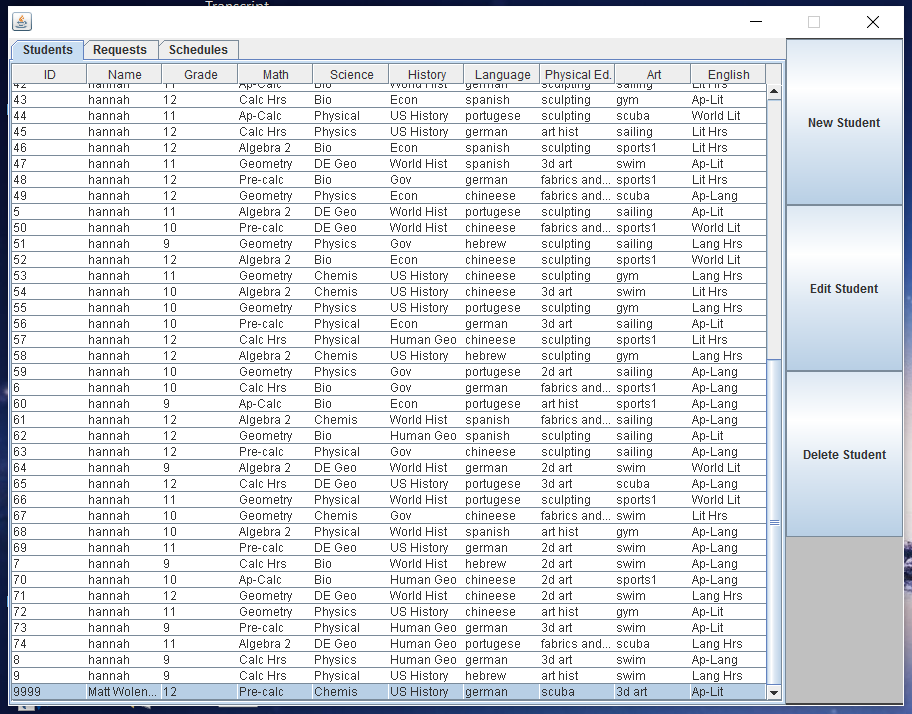 Transcript
Students Requests Schedules
ID Name Grade Math Science History Language Physical Ed. Art English
42 hannah 11 Ap-Calc Bio World Hist german sculpting sailing Lit Hrs
43 hannah 12 Calc Hrs Bio Econ spanish sculpting gym Ap-Lit
44 hannah 11 Ap-Calc Physical US History portugese sculpting scuba World Lit
45 hannah 12 Calc Hrs Physics US History german art hist sailing Lit Hrs
46 hannah 12 Algebra 2 Bio Econ spanish sculpting sports1 Lit Hrs
47 hannah 11 Geometry DE Geo World Hist spanish 3d art swim Ap-Lit
48 hannah 12 Pre-calc Bio Gov german fabrics and... sports1 Lit Hrs
49 hannah 12 Geometry Physics Econ chineese fabrics and... scuba Ap-Lang
5 hannah 11 Algebra 2 DE Geo World Hist portugese sculpting sailing Ap-Lit
50 hannah 10 Pre-calc DE Geo World Hist chineese fabrics and... sports1 World Lit
51 hannah 9 Geometry Physics Gov hebrew sculpting sailing Lang Hrs
52 hannah 12 Algebra 2 Bio Econ chineese sculpting sports1 World Lit
53 hannah 11 Geometry Chemis US History chineese sculpting gym Lang Hrs
54 hannah 10 Algebra 2 Chemis US History chineese 3d art swim Lit Hrs
55 hannah 10 Geometry Physics US History portugese sculpting gym Lang Hrs
56 hannah 10 Pre-calc Physical Econ german 3d art sailing Ap-Lit
57 hannah 12 Calc Hrs Physical Human Geo chineese sculpting sports1 Lit Hrs
58 hannah 12 Algebra 2 Chemis US History hebrew sculpting gym Lang Hrs
59 hannah 10 Geometry Physics Gov portugese 2d art sailing Ap-Lang
6 hannah 10 Calc Hrs Bio Gov german fabrics and... sports1 Ap-Lang
60 hannah 9 Ap-Calc Bio Econ portugese art hist sports1 Ap-Lang
61 hannah 12 Algebra 2 Chemis World Hist spanish fabrics and... sailing Ap-Lang
62 hannah 12 Geometry Bio Human Geo spanish sculpting sailing Ap-Lit
63 hannah 12 Pre-calc Physical Gov chineese sculpting sailing Ap-Lang
64 hannah 9 Algebra 2 DE Geo World Hist german 2d art swim World Lit
65 hannah 12 Calc Hrs DE Geo US History portugese 3d art scuba Ap-Lang
66 hannah 11 Geometry Physical World Hist portugese sculpting sports1 World Lit
67 hannah 10 Geometry Chemis Gov chineese fabrics and... swim Lit Hrs
68 hannah 10 Algebra 2 Physical World Hist spanish art hist gym Ap-Lang
69 hannah 11 Pre-calc DE Geo US History german 2d art swim Ap-Lang
7 hannah 9 Calc Hrs Bio World Hist hebrew 2d art swim Ap-Lang
70 hannah 10 Ap-Calc Bio Human Geo chineese 2d art sports1 Ap-Lang
71 hannah 12 Geometry DE Geo World Hist chineese 2d art swim Lang Hrs
72 hannah 11 Geometry Physics US History chineese art hist gym Ap-Lit
73 hannah 9 Pre-calc Physical Human Geo german 3d art swim Ap-Lit
74 hannah 11 Algebra 2 DE Geo Human Geo portugese fabrics and... scuba Lang Hrs
8 hannah 9 Calc Hrs Physics Human Geo german 3d art swim Ap-Lang
9 hannah 9 Calc Hrs Physical US History chineese art hist swim Lang Hrs
9999 Matt Wolen... 12 Pre-calc Chemis US History german scuba 3d art Ap-Lit
New Student
Edit Student
Delete Student